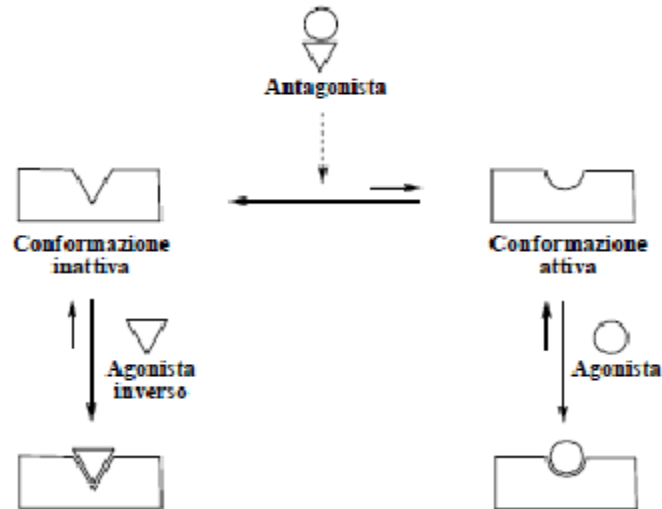 Antagonista
Conformazione
inattiva
Conformazione
attiva
Agonista
inverso
Agonista